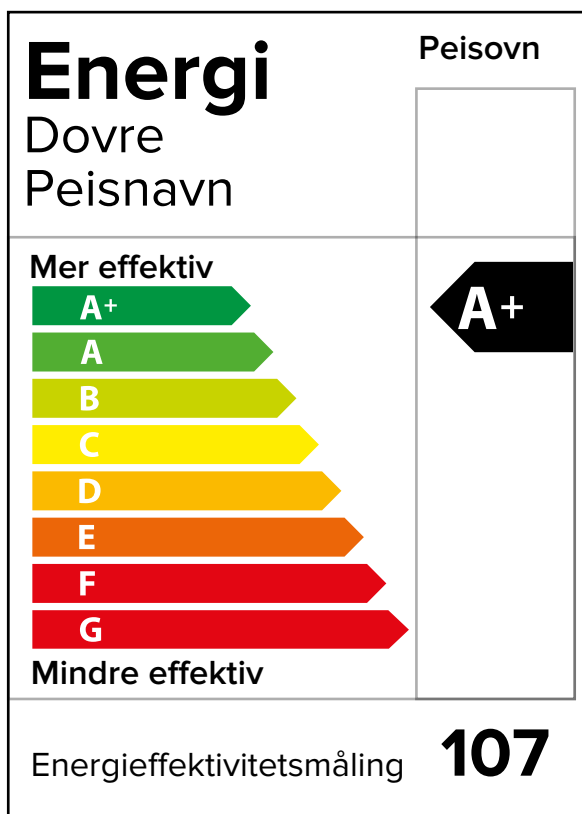 Energi
Dovre
Peisnavn
Peisovn
Mer effektiv
A+
A+
A
B
C
D
E
F
G
Mindre effektiv
Energieffektivitetsmåling 107